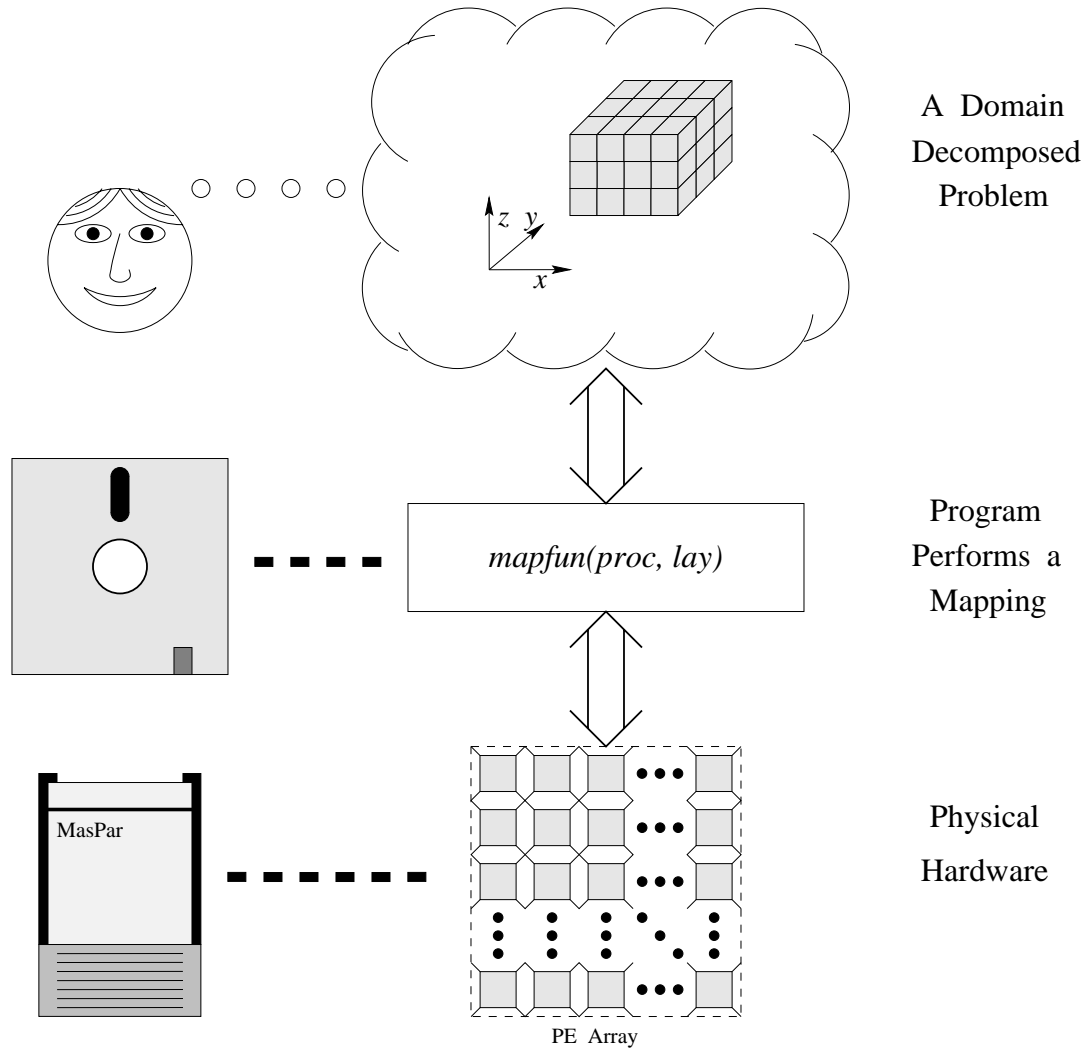 A Domain
Decomposed
Problem
z y
x
mapfun(proc, lay)
Program
Performs a
Mapping
MasPar
Physical
Hardware
PE Array